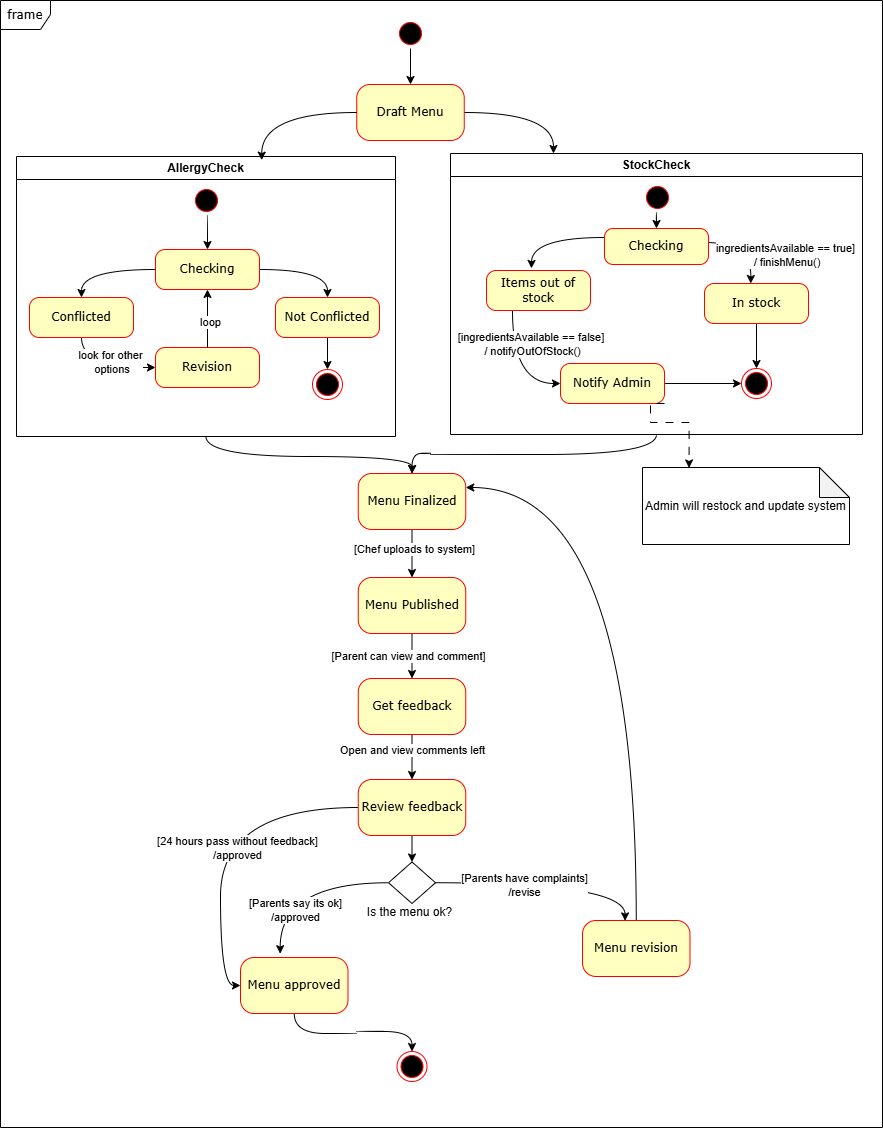 frame
Draft Menu
AllergyCheck
StockCheck
Checking
Conflicted
Not Conflicted
loop
look for other
options
Revision
Checking
ingredientsAvailable == true]
/ finishMenu()
Items out of
stock
In stock
[ingredientsAvailable == false]
/ notifyOutOfStock()
Notify Admin
Admin will restock and update system
Menu Finalized
[Chef uploads to system]
Menu Published
[Parent can view and comment]
Get feedback
Open and view comments left
Review feedback
[24 hours pass without feedback]
/approved
[Parents have complaints]
/revise
[Parents say its ok]
/approved
Is the menu ok?
Menu revision
Menu approved